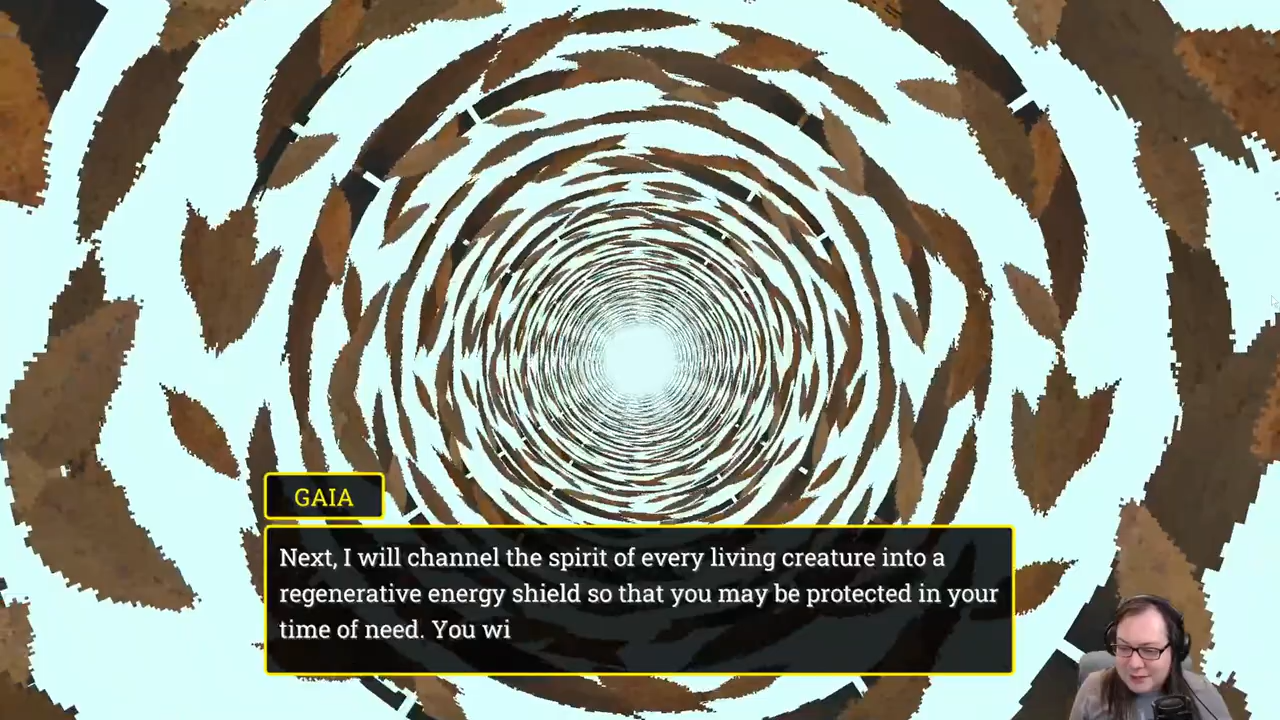 GAIA
Next, I will channel the spirit of every living creature into a
regenerative energy shield so that you may be protected in your
time of need. You wi